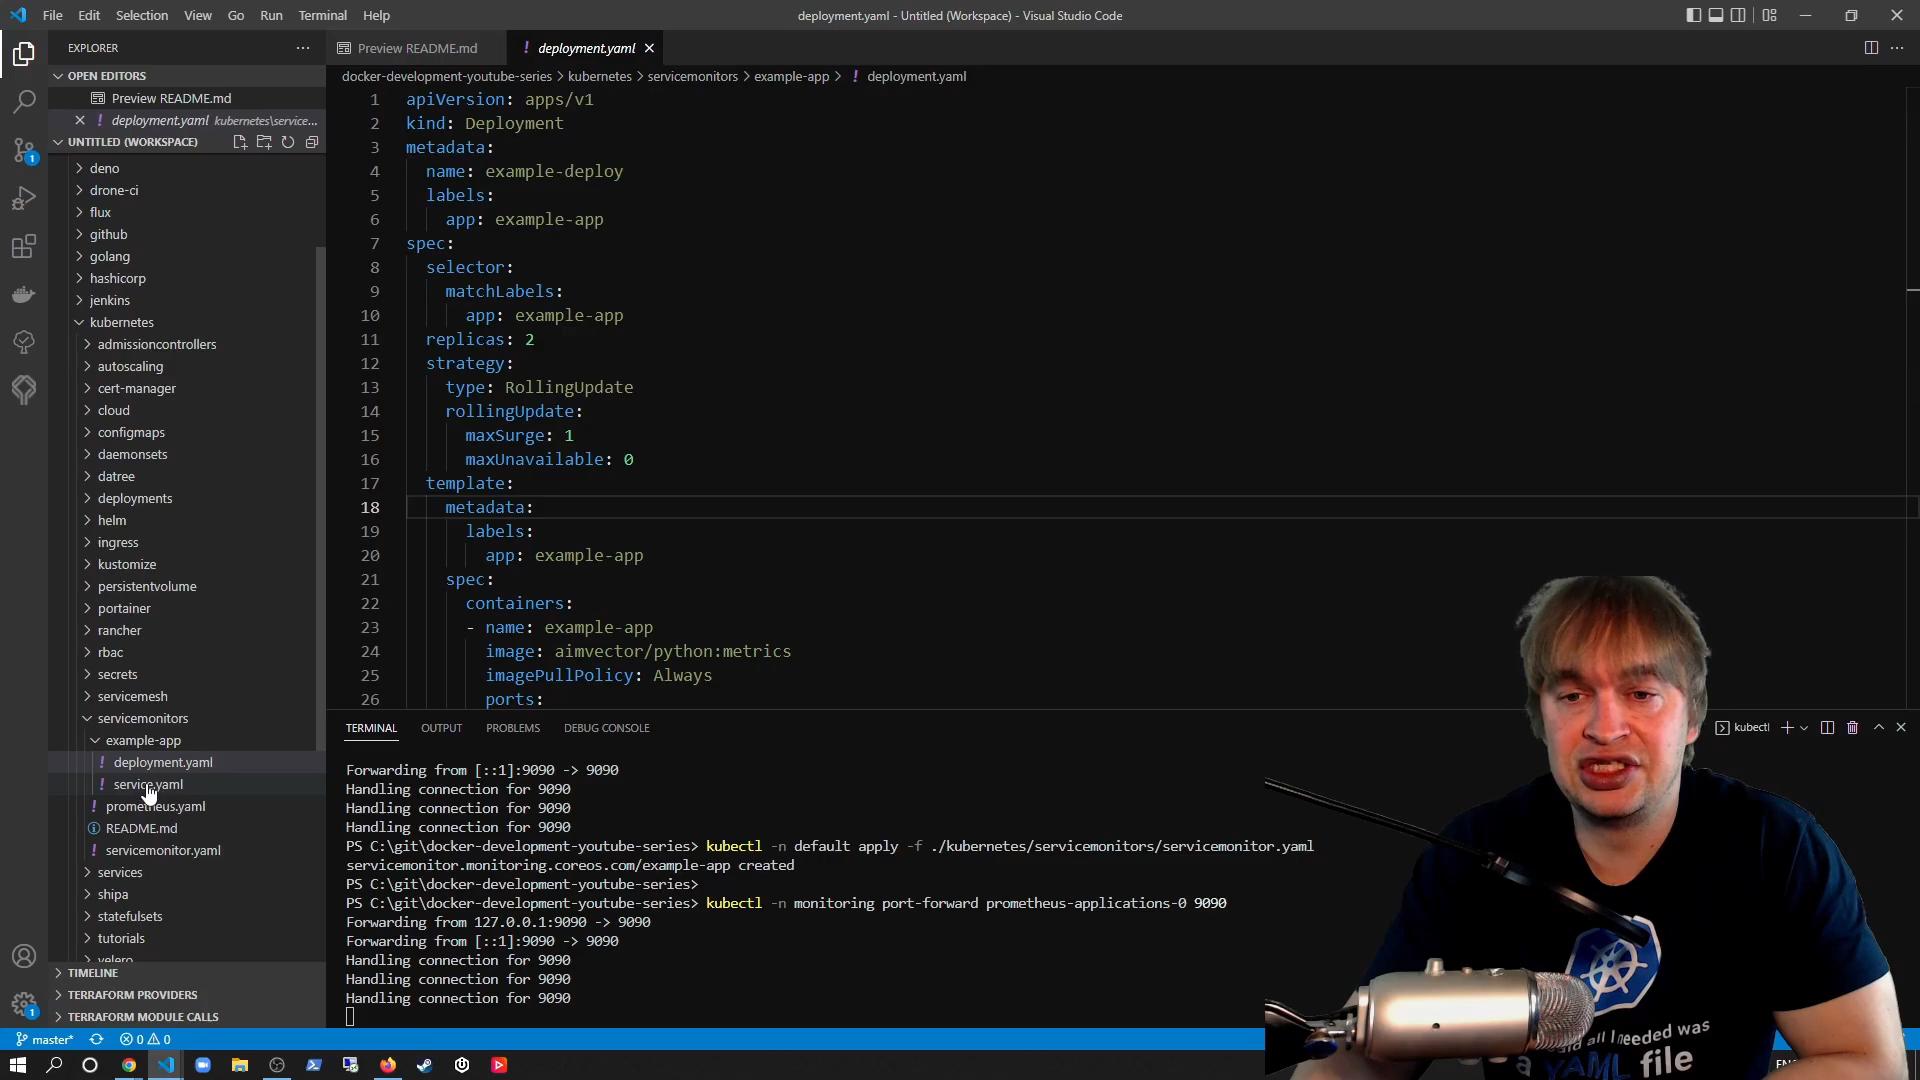 File Edit Selection View Go Run Terminal Help
deployment.yaml - Untitled (Workspace) - Visual Studio Code
EXPLORER
OPEN EDITORS
Preview README.md
deployment.yaml kubernetes\service...
UNTITLED (WORKSPACE)
deno
drone-ci
flux
github
golang
hashicorp
jenkins
kubernetes
admissioncontrollers
autoscaling
cert-manager
cloud
configmaps
daemonsets
datree
deployments
helm
ingress
kustomize
persistentvolume
portainer
rancher
rbac
secrets
servicemesh
servicemonitors
example-app
deployment.yaml
service.yaml
prometheus.yaml
README.md
servicemonitor.yaml
services
shipa
statefulsets
tutorials
velero
TIMELINE
TERRAFORM PROVIDERS
TERRAFORM MODULE CALLS
Preview README.md
deployment.yaml
docker-development-youtube-series > kubernetes > servicemonitors > example-app > ! deployment.yaml
1 apiVersion: apps/v1
2 kind: Deployment
3 metadata:
4 name: example-deploy
5 labels:
6 app: example-app
7 spec:
8 selector:
9 matchLabels:
10 app: example-app
11 replicas: 2
12 strategy:
13 type: RollingUpdate
14 rollingUpdate:
15 maxSurge: 1
16 maxUnavailable: 0
17 template:
18 metadata:
19 labels:
20 app: example-app
21 spec:
22 containers:
23 - name: example-app
24 image: aimvector/python:metrics
25 imagePullPolicy: Always
26 ports:
TERMINAL OUTPUT PROBLEMS DEBUG CONSOLE
kubectl
Forwarding from [::1]:9090 -> 9090
Handling connection for 9090
Handling connection for 9090
Handling connection for 9090
PS C:\git\docker-development-youtube-series> kubectl -n default apply -f ./kubernetes/servicemonitors/servicemonitor.yaml
servicemonitor.monitoring.coreos.com/example-app created
PS C:\git\docker-development-youtube-series>
PS C:\git\docker-development-youtube-series> kubectl -n monitoring port-forward prometheus-applications-0 9090
Forwarding from 127.0.0.1:9090 -> 9090
Forwarding from [::1]:9090 -> 9090
Handling connection for 9090
Handling connection for 9090
Handling connection for 9090
master* 0 0
1
1
all I needed was
a YAML file